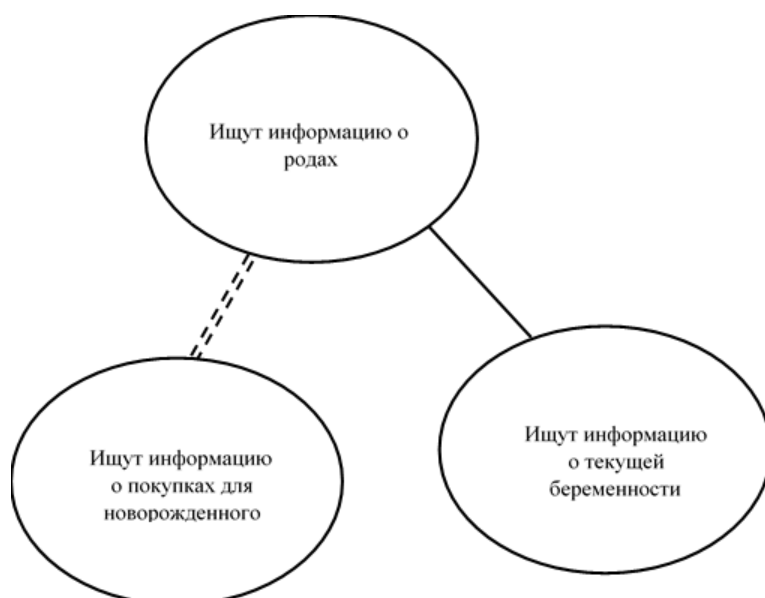 Ищут информацию о
родах
Ищут информацию
о покупках для
новорожденного
Ищут информацию
о текущей
беременности